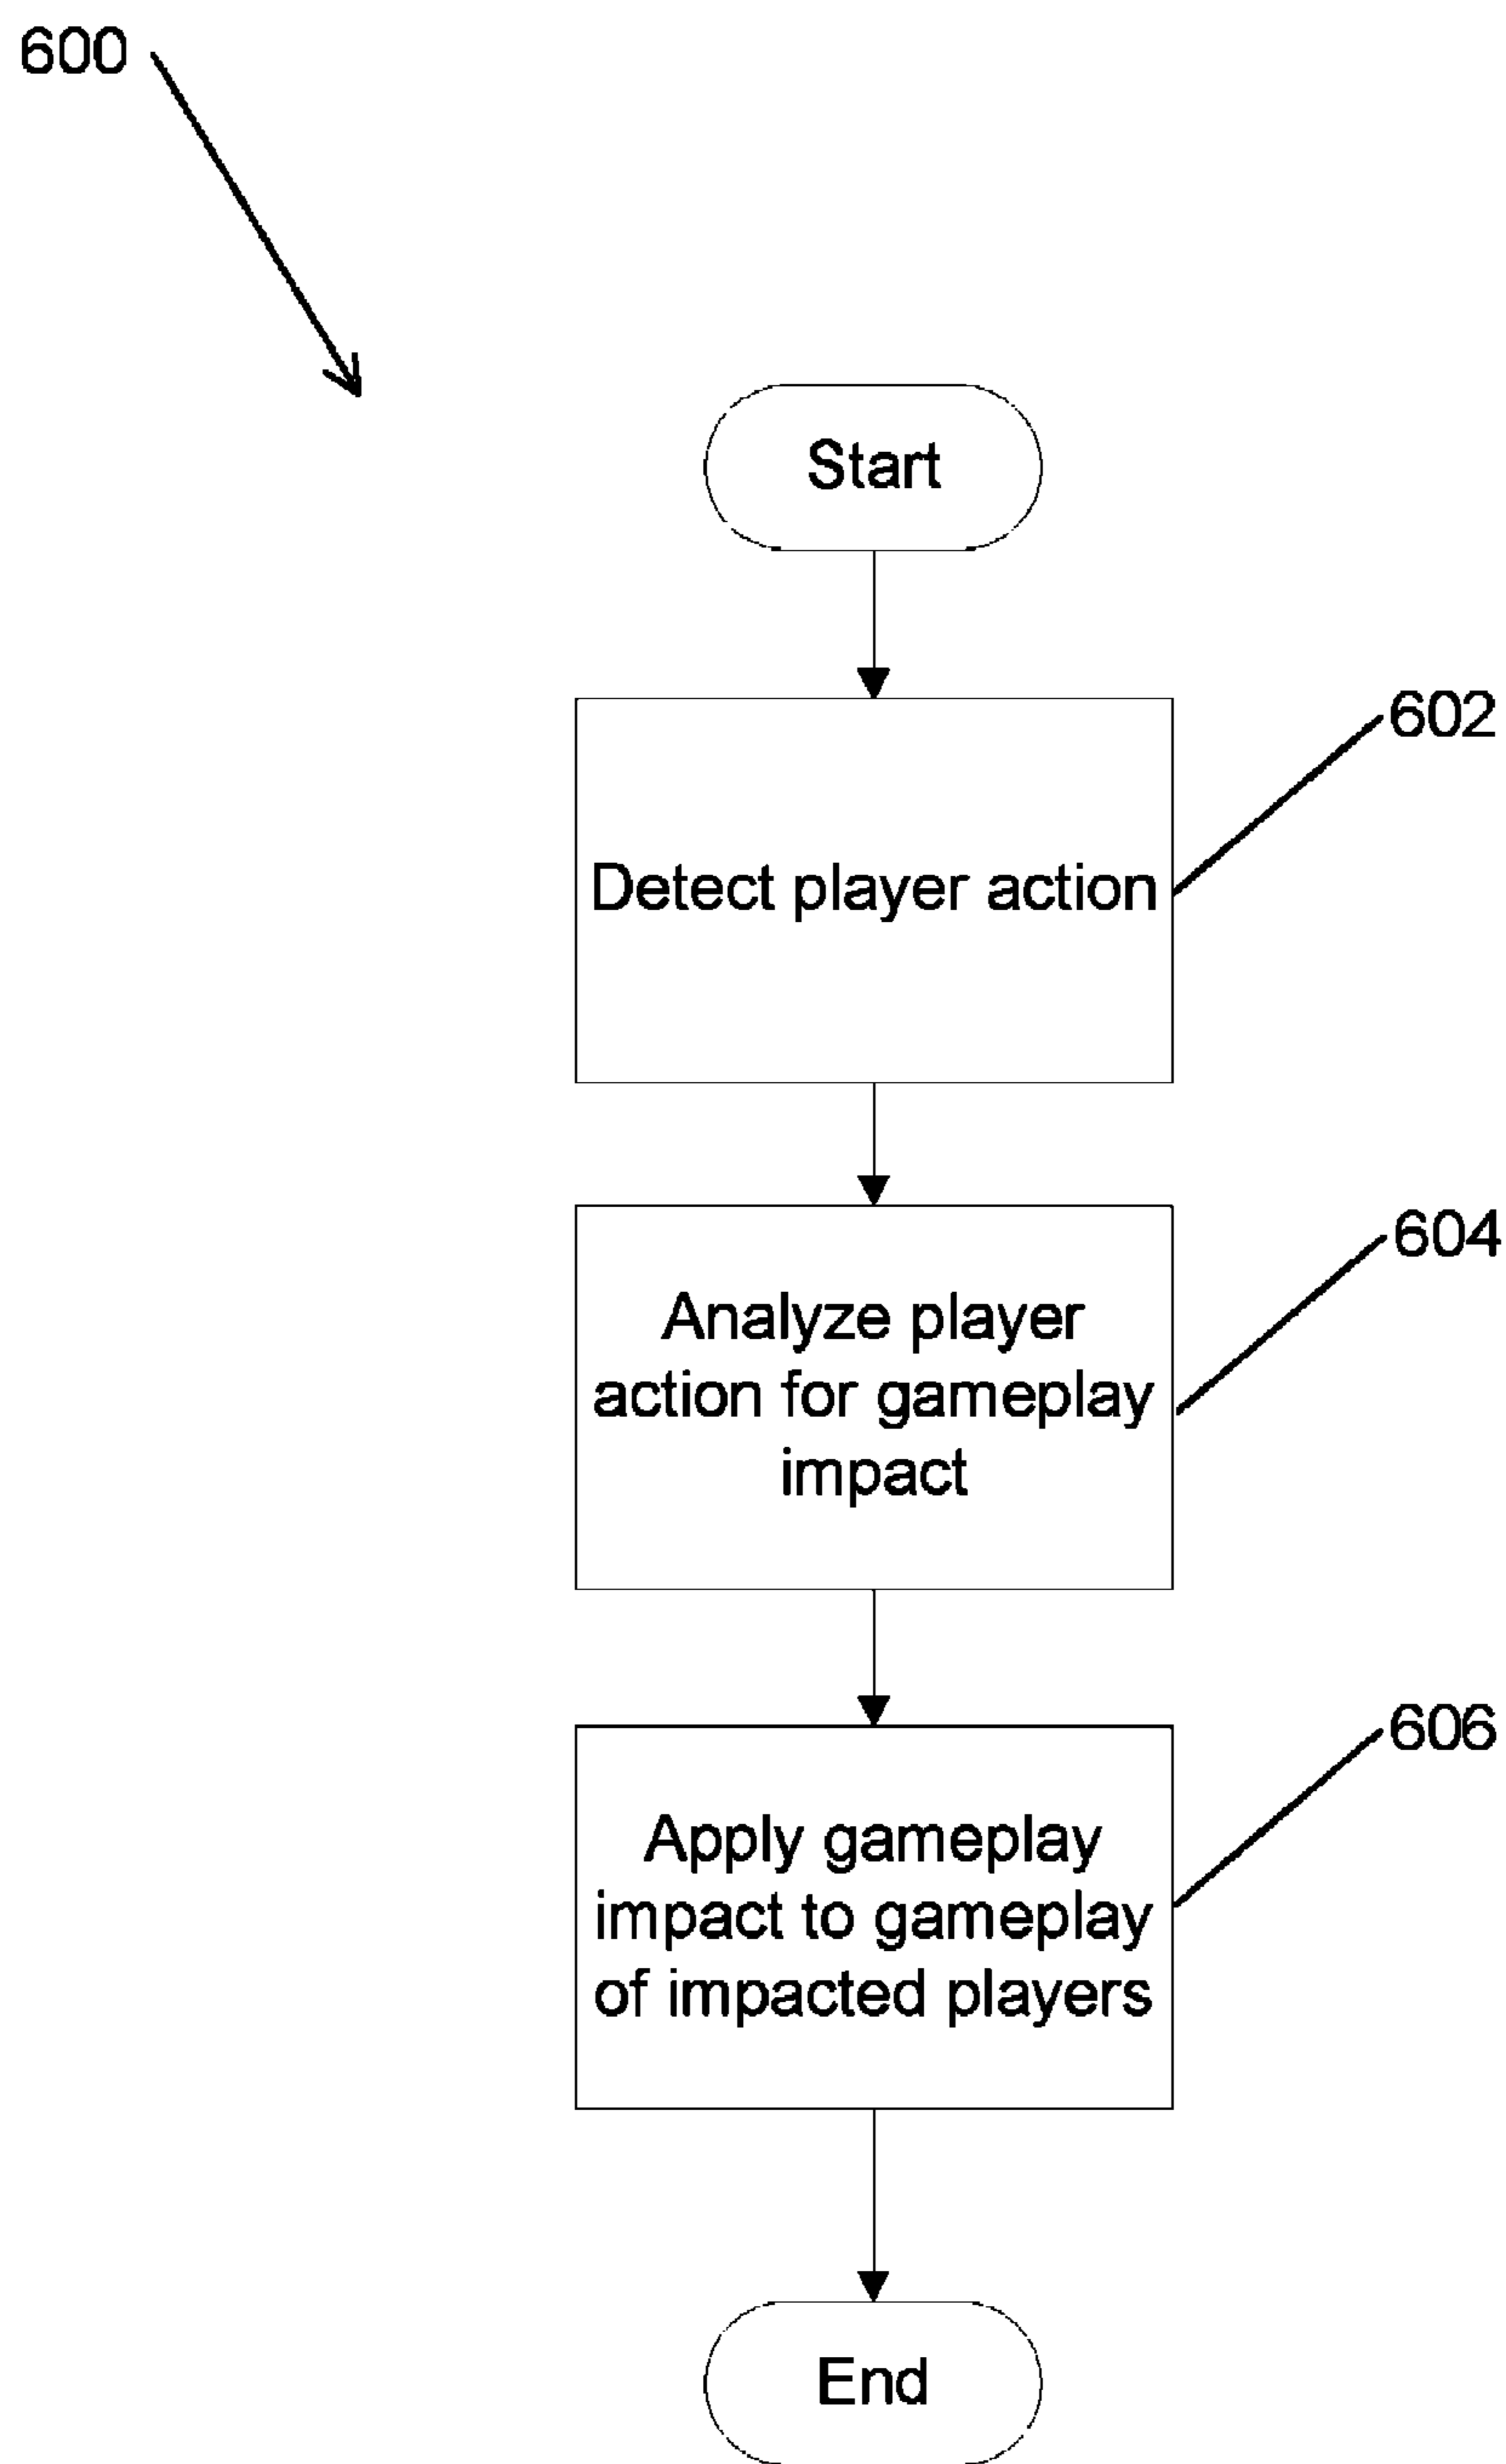 600
Start
602
Detect player action
604
Analyze player
action for gameplay
impact
606
Apply gameplay
impact to gameplay
of impacted players
End